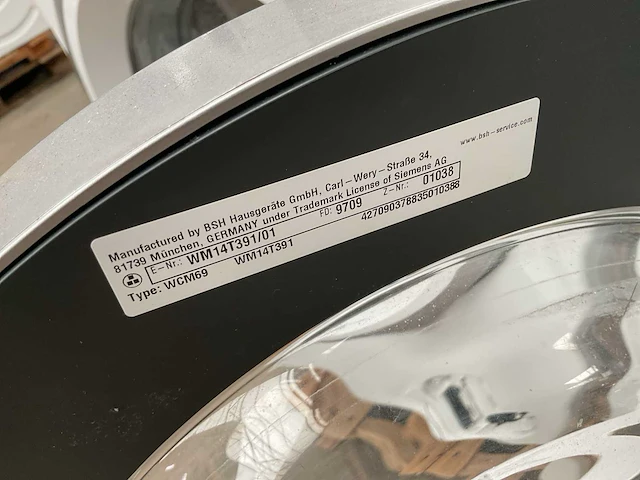 www.bsh-service.com
Manufactured by BSH Hausgeräte GmbH, Carl-Wery-Straße 34,
81739 München, GERMANY under Trademark License of Siemens AG
E-Nr.: WM14T391/01 FD: 9709 Z-Nr.: 01038
Type: WCM69 WM14T391 427090378835010388